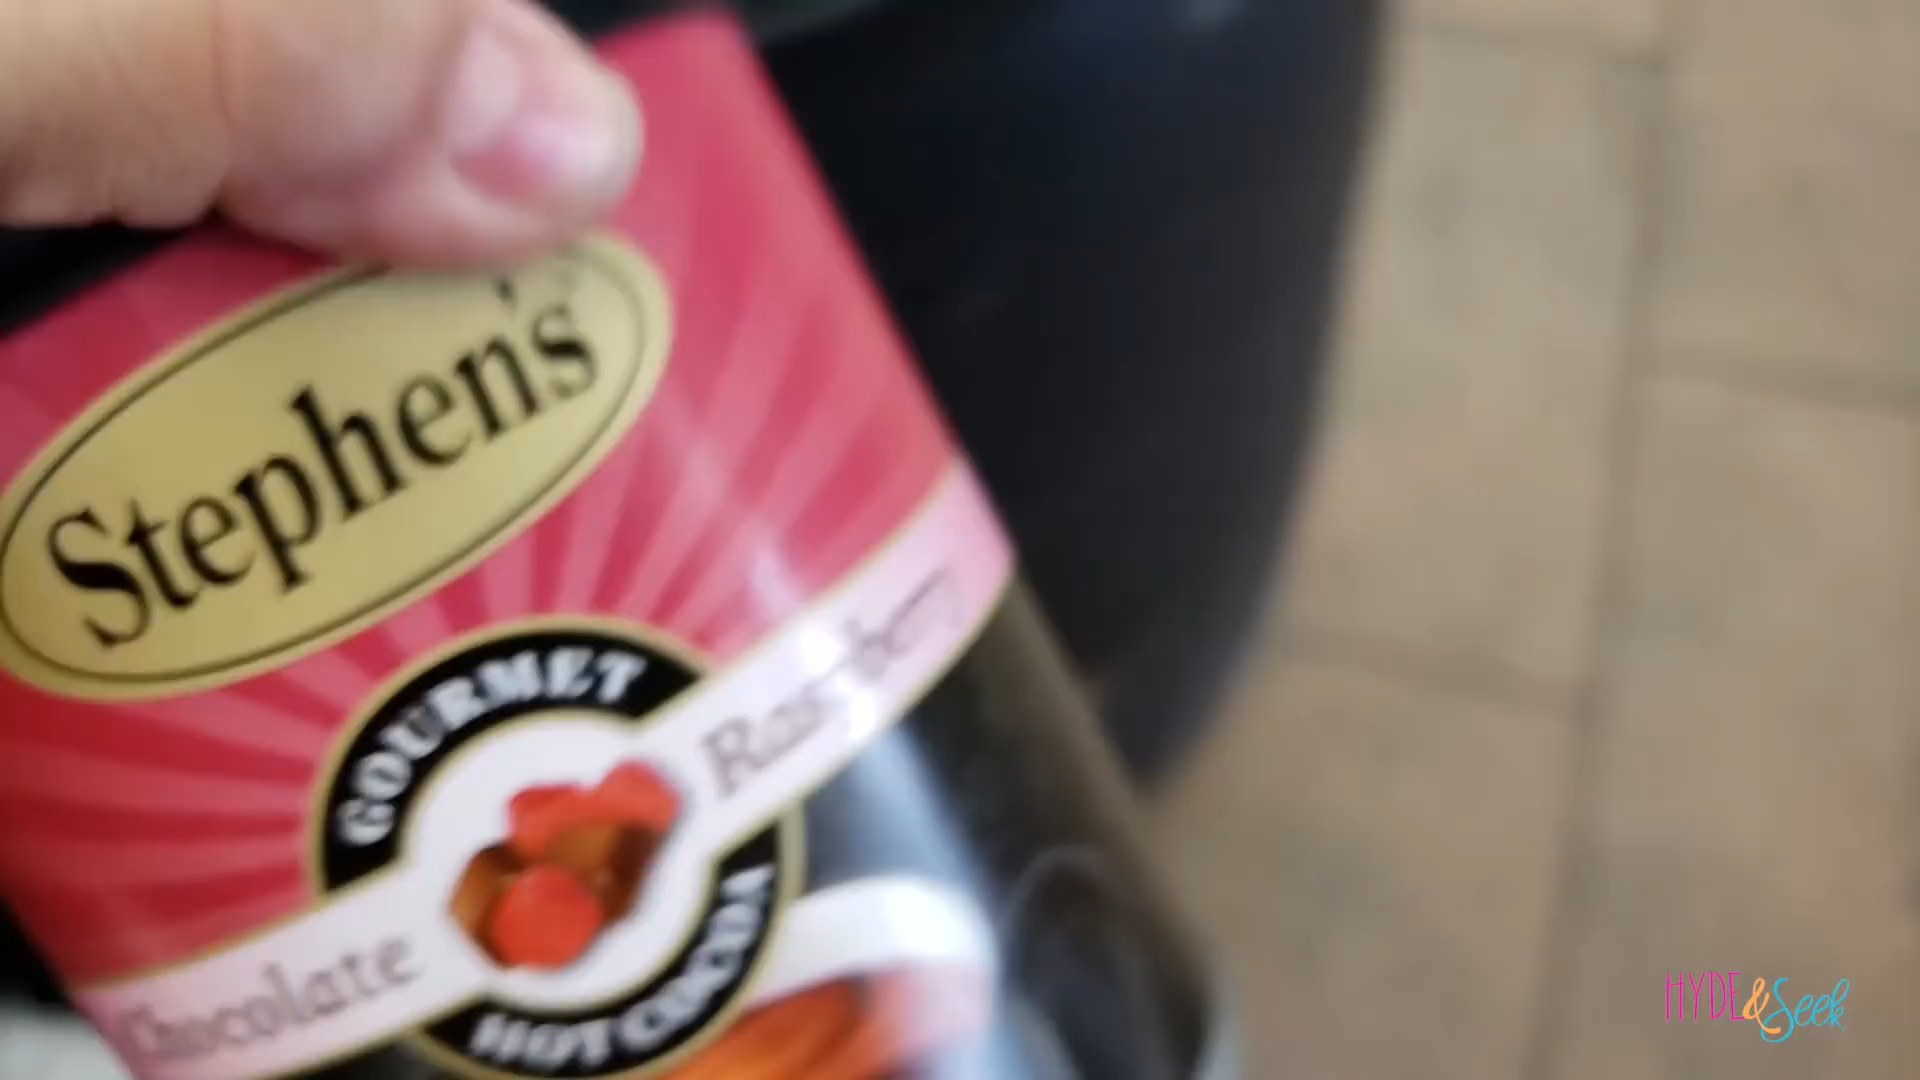 Stephen's
GOURMET
Chocolate Raspberry
HOT COCOA
HYDE & Seek